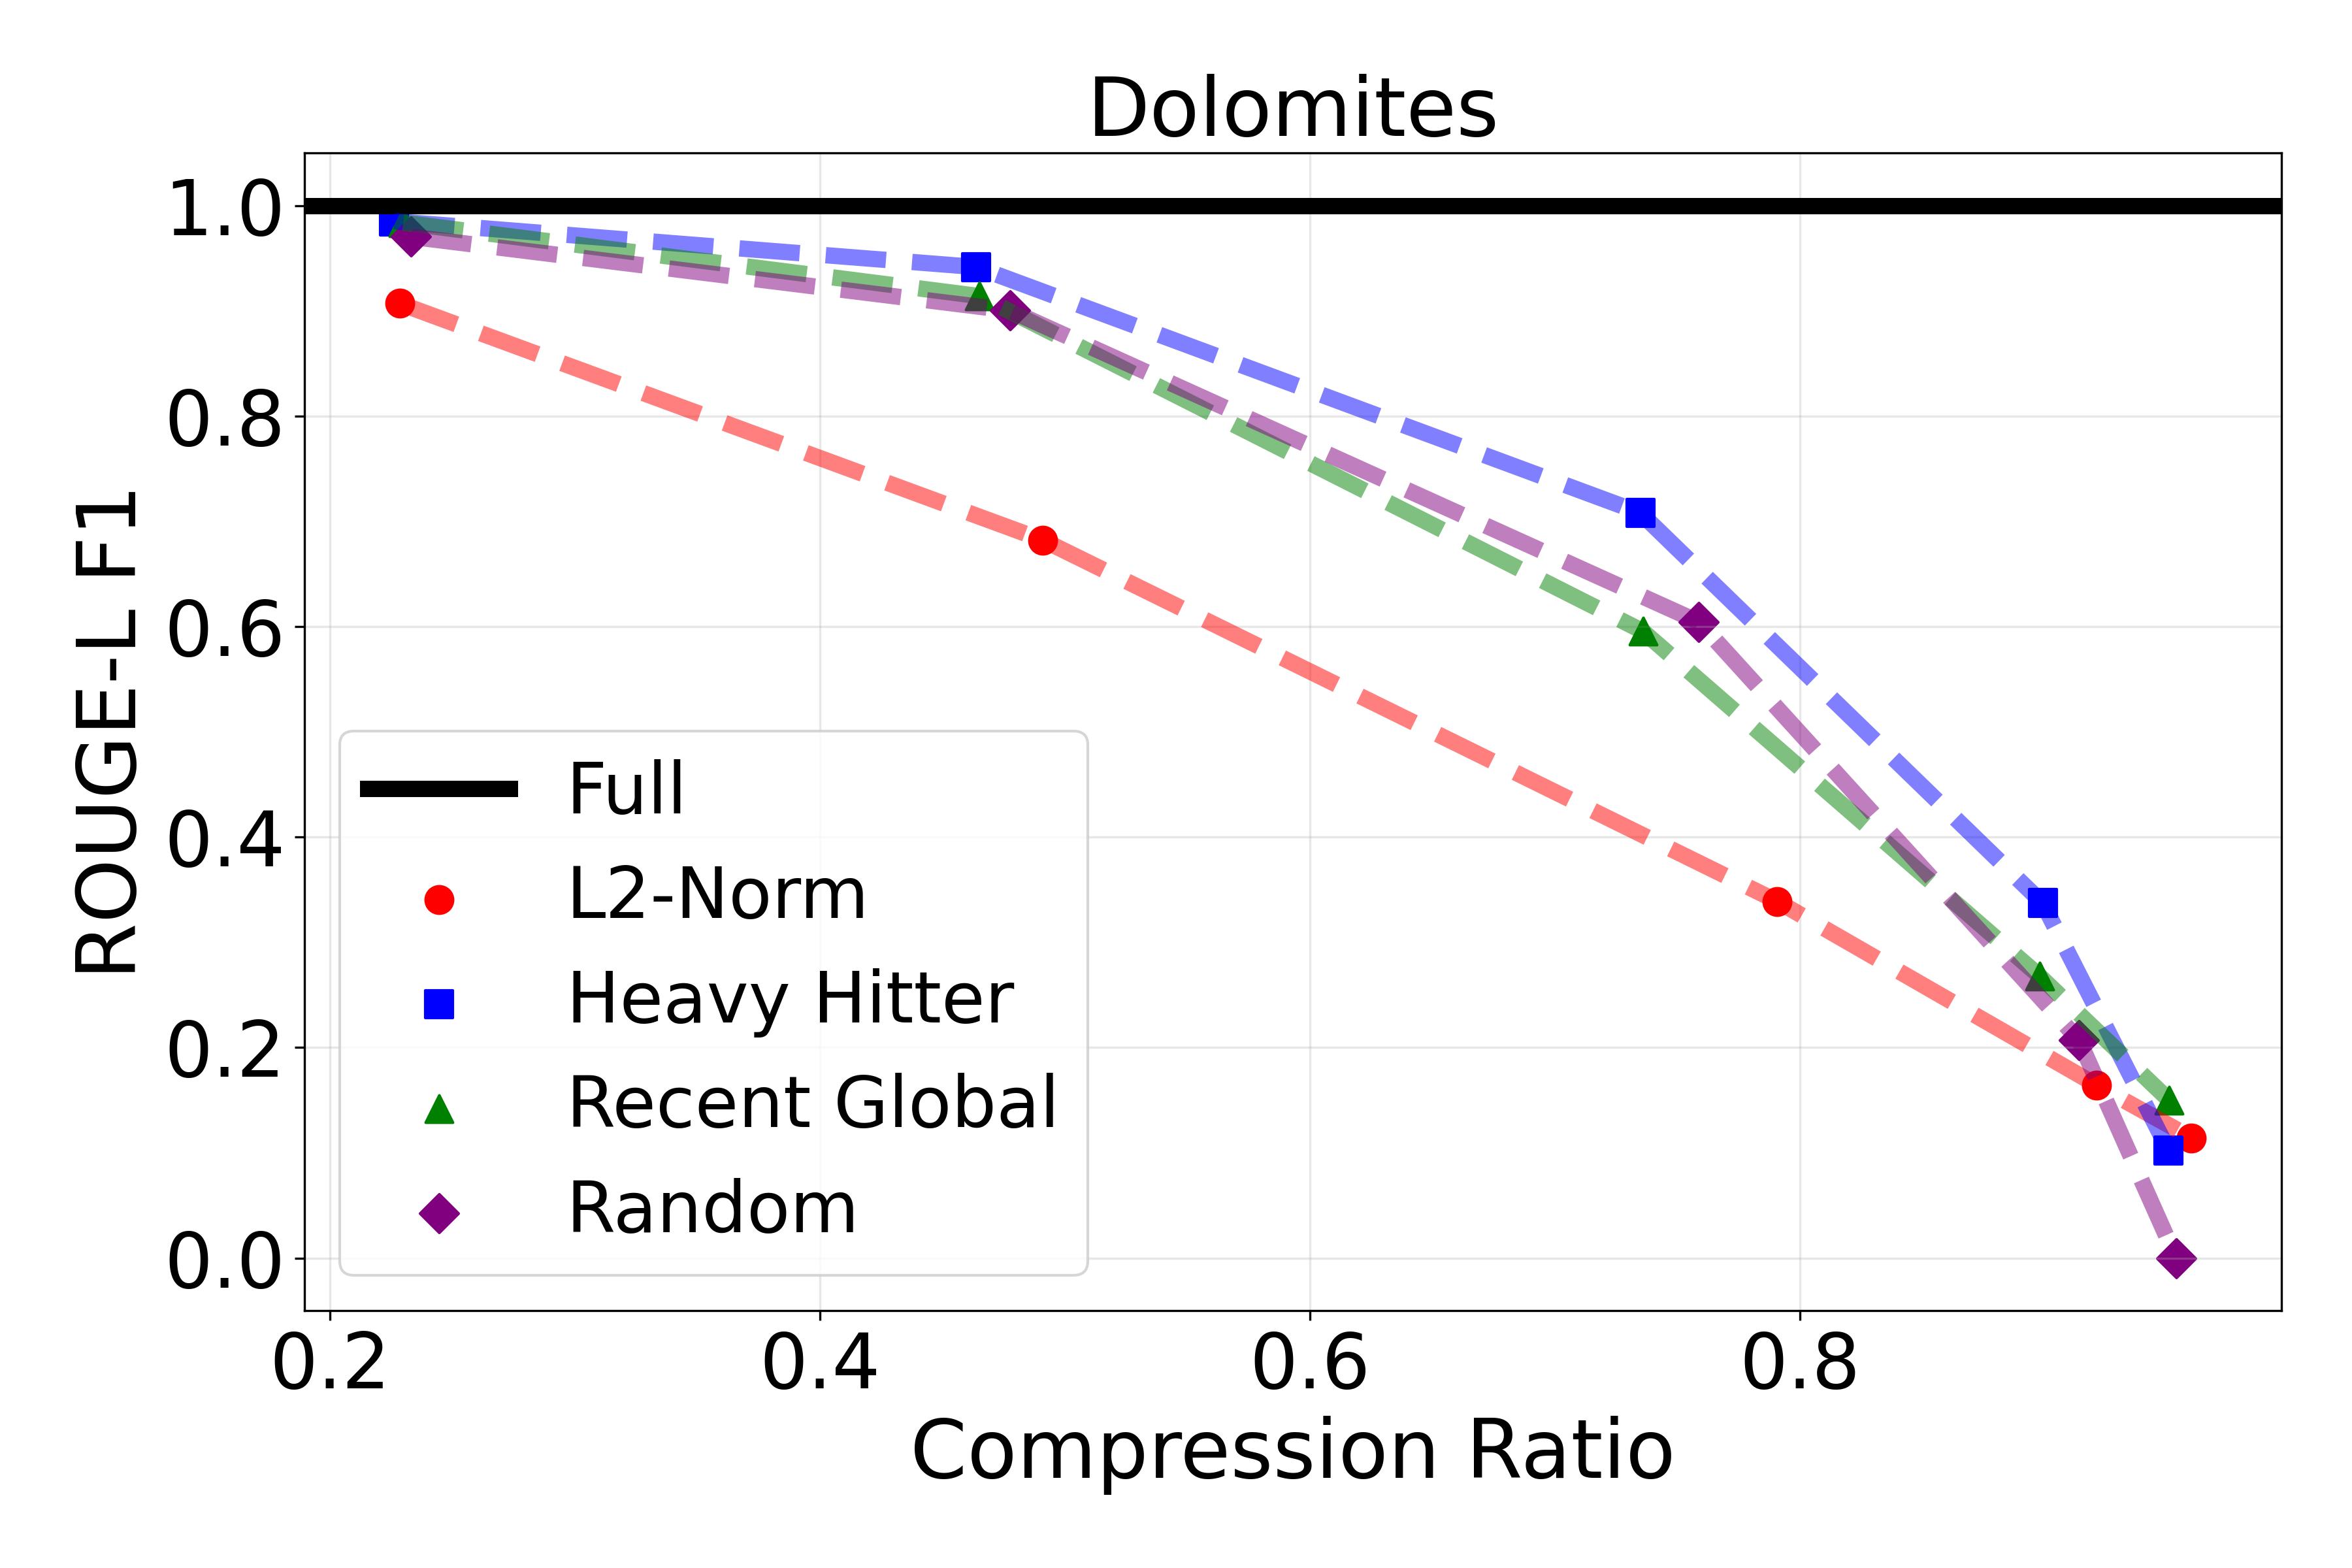 Dolomites
ROUGE-L F1
1.0
0.8
0.6
0.4
0.2
0.0
Full
L2-Norm
Heavy Hitter
Recent Global
Random
0.2 0.4 0.6 0.8
Compression Ratio